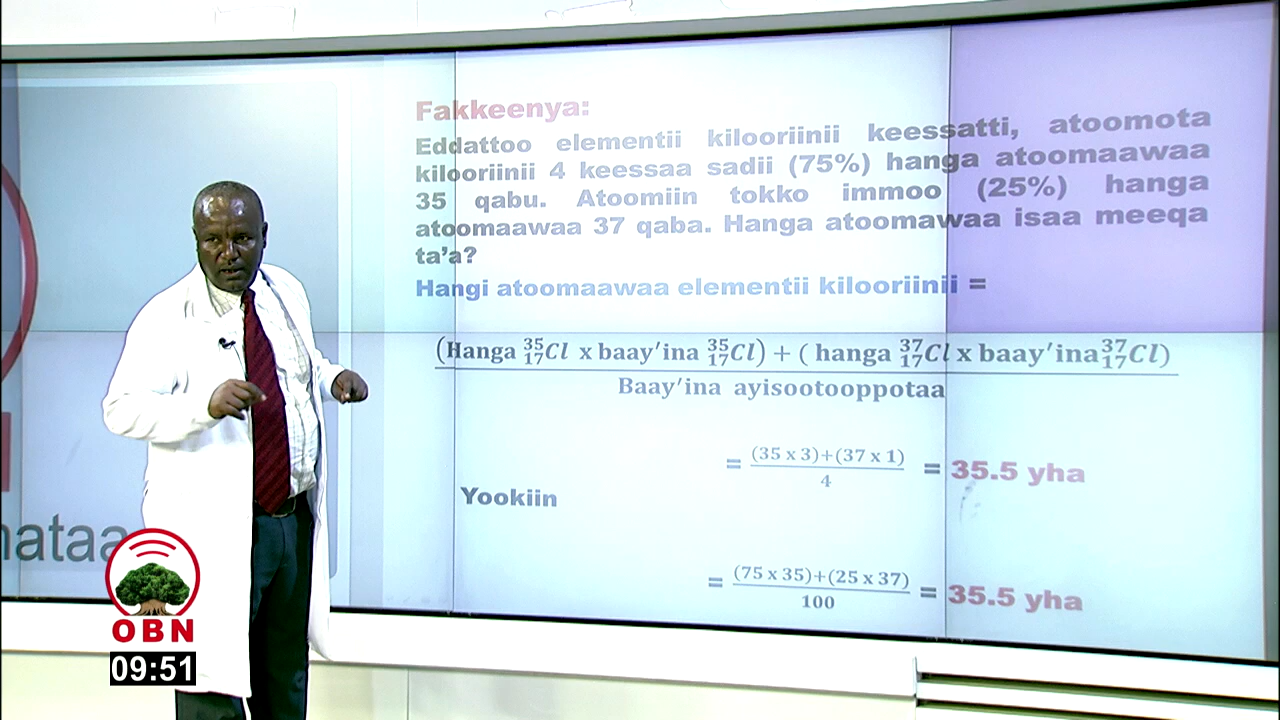 Fakkeenya:
Eddattoo elementii kilooriinii keessatti, atoomota
kilooriinii 4 keessaa sadii (75%) hanga atoomaawaa
35 qabu. Atoomiin tokko immoo (25%) hanga
atoomaawaa 37 qaba. Hanga atoomawaa isaa meeqa
ta'a?
Hangi atoomaawaa elementii kilooriinii =
(Hanga ³⁵₁₇Cl x baay′ina ³⁵₁₇Cl) + ( hanga ³⁷₁₇Cl x baay′ina³⁷₁₇Cl)
Baay′ina ayisootooppotaa
= (35 x 3)+(37 x 1) / 4 = 35.5 yha
Yookiin
= (75 x 35)+(25 x 37) / 100 = 35.5 yha
nataa
OBN
09:51